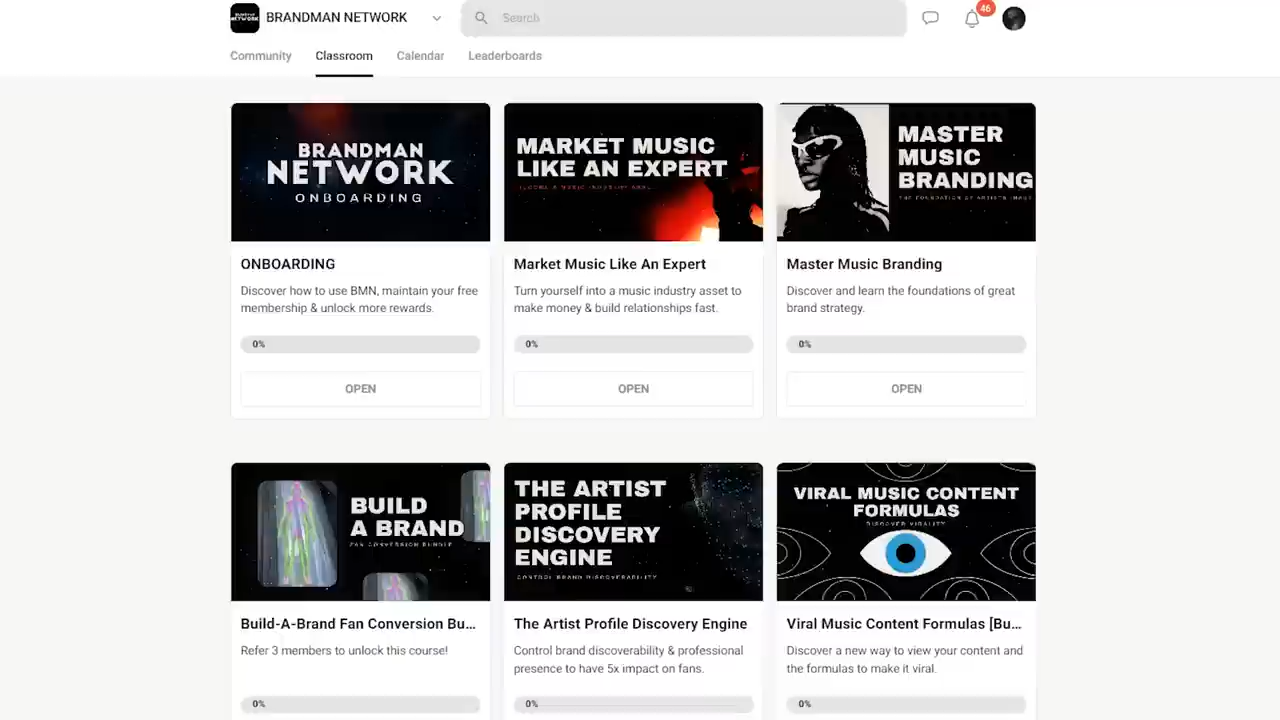 BRANDMAN NETWORK
Search
46
Community Classroom Calendar Leaderboards
BRANDMAN
NETWORK
ONBOARDING
MARKET MUSIC
LIKE AN EXPERT
MASTER
MUSIC
BRANDING
ONBOARDING
Discover how to use BMN, maintain your free
membership & unlock more rewards.
0%
OPEN
Market Music Like An Expert
Turn yourself into a music industry asset to
make money & build relationships fast.
0%
OPEN
Master Music Branding
Discover and learn the foundations of great
brand strategy.
0%
OPEN
BUILD
A BRAND
FAN CONVERSION BUNDLE
THE ARTIST
PROFILE
DISCOVERY
ENGINE
CONTROL BRAND DISCOVERABILITY
VIRAL MUSIC CONTENT
FORMULAS
DISCOVER VIRALITY
Build-A-Brand Fan Conversion Bu...
Refer 3 members to unlock this course!
0%
The Artist Profile Discovery Engine
Control brand discoverability & professional
presence to have 5x impact on fans.
0%
Viral Music Content Formulas [Bu...
Discover a new way to view your content and
the formulas to make it viral.
0%